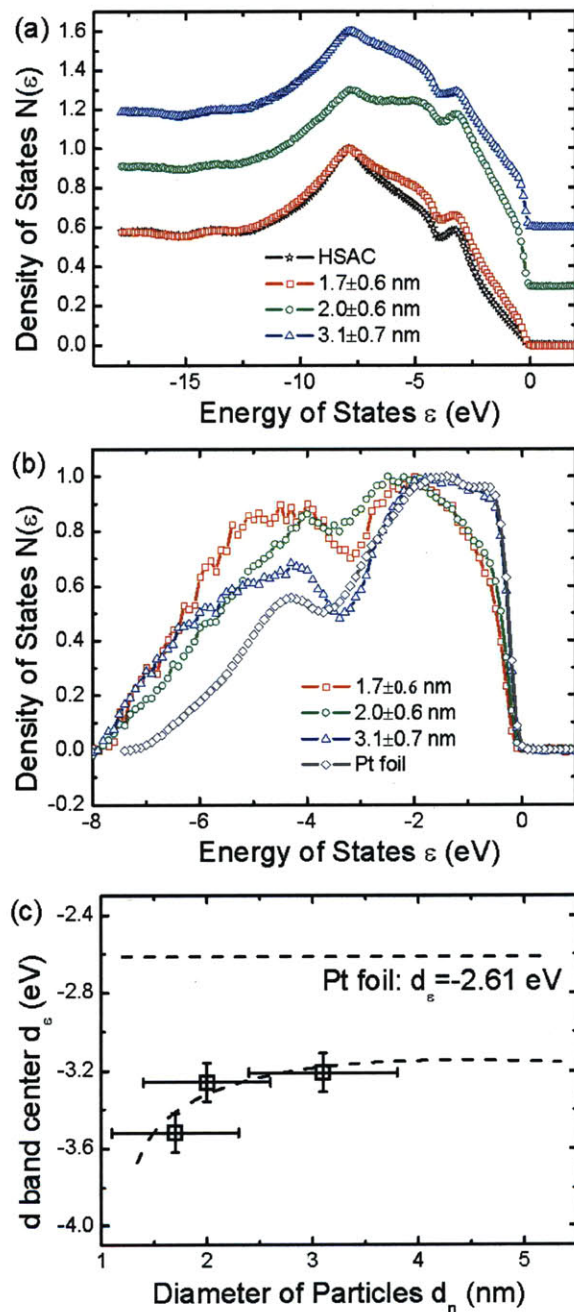 (a)
1.6
1.4
1.2
1.0
0.8
0.6
0.4
0.2
0.0
Density of States N(ε)
HSAC
1.7±0.6 nm
2.0±0.6 nm
3.1±0.7 nm
-15
-10
-5
0
Energy of States ε (eV)
(b)
1.0
0.8
0.6
0.4
0.2
0.0
-0.2
Density of States N(ε)
1.7±0.6 nm
2.0±0.6 nm
3.1±0.7 nm
Pt foil
-8
-6
-4
-2
0
Energy of States ε (eV)
(c)
-2.4
-2.8
-3.2
-3.6
-4.0
d band center dε (eV)
Pt foil: dε=-2.61 eV
1
2
3
4
5
Diameter of Particles dn (nm)